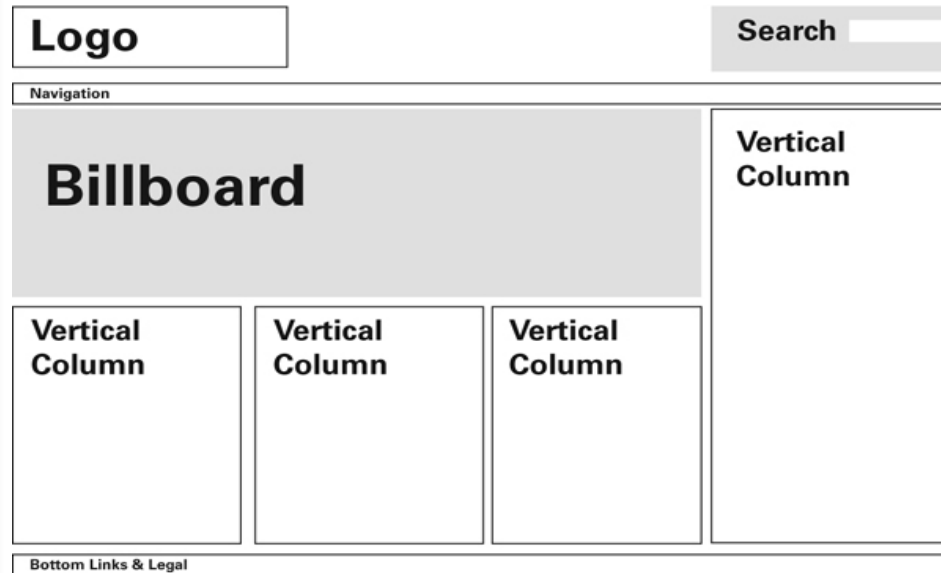 Logo
Search
Navigation
Billboard
Vertical
Column
Vertical
Column
Vertical
Column
Vertical
Column
Bottom Links & Legal